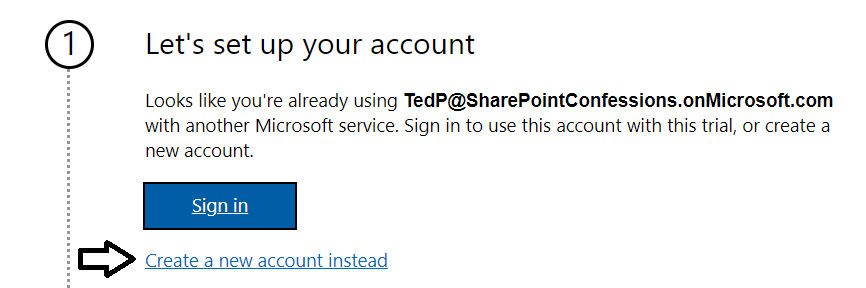 1 Let's set up your account
Looks like you're already using TedP@SharePointConfessions.onMicrosoft.com
with another Microsoft service. Sign in to use this account with this trial, or create a
new account.
Sign in
Create a new account instead